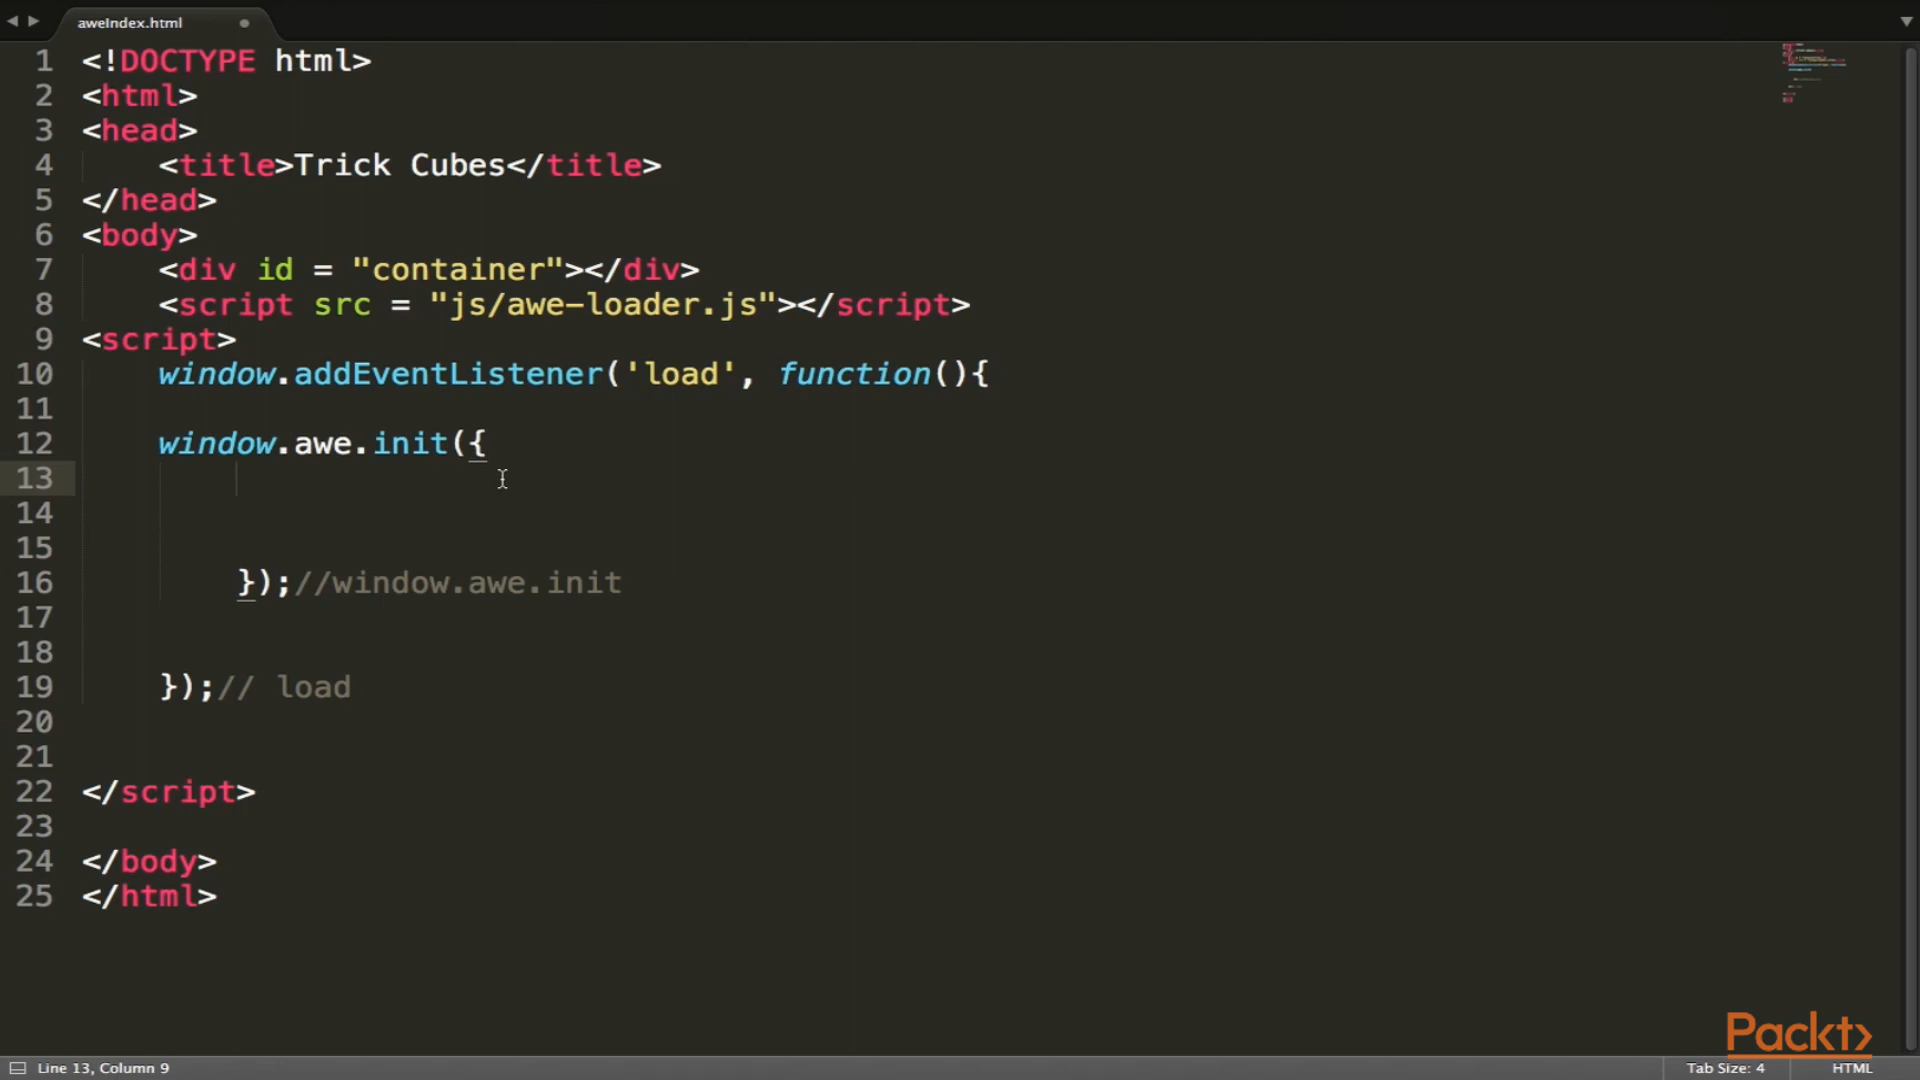 aweIndex.html
1 <!DOCTYPE html>
2 <html>
3 <head>
4     <title>Trick Cubes</title>
5 </head>
6 <body>
7     <div id = "container"></div>
8     <script src = "js/awe-loader.js"></script>
9 <script>
10     window.addEventListener('load', function(){
11
12     window.awe.init({
13
14
15
16         });//window.awe.init
17
18
19     });// load
20
21
22 </script>
23
24 </body>
25 </html>
Packt>
Line 13, Column 9
Tab Size: 4
HTML